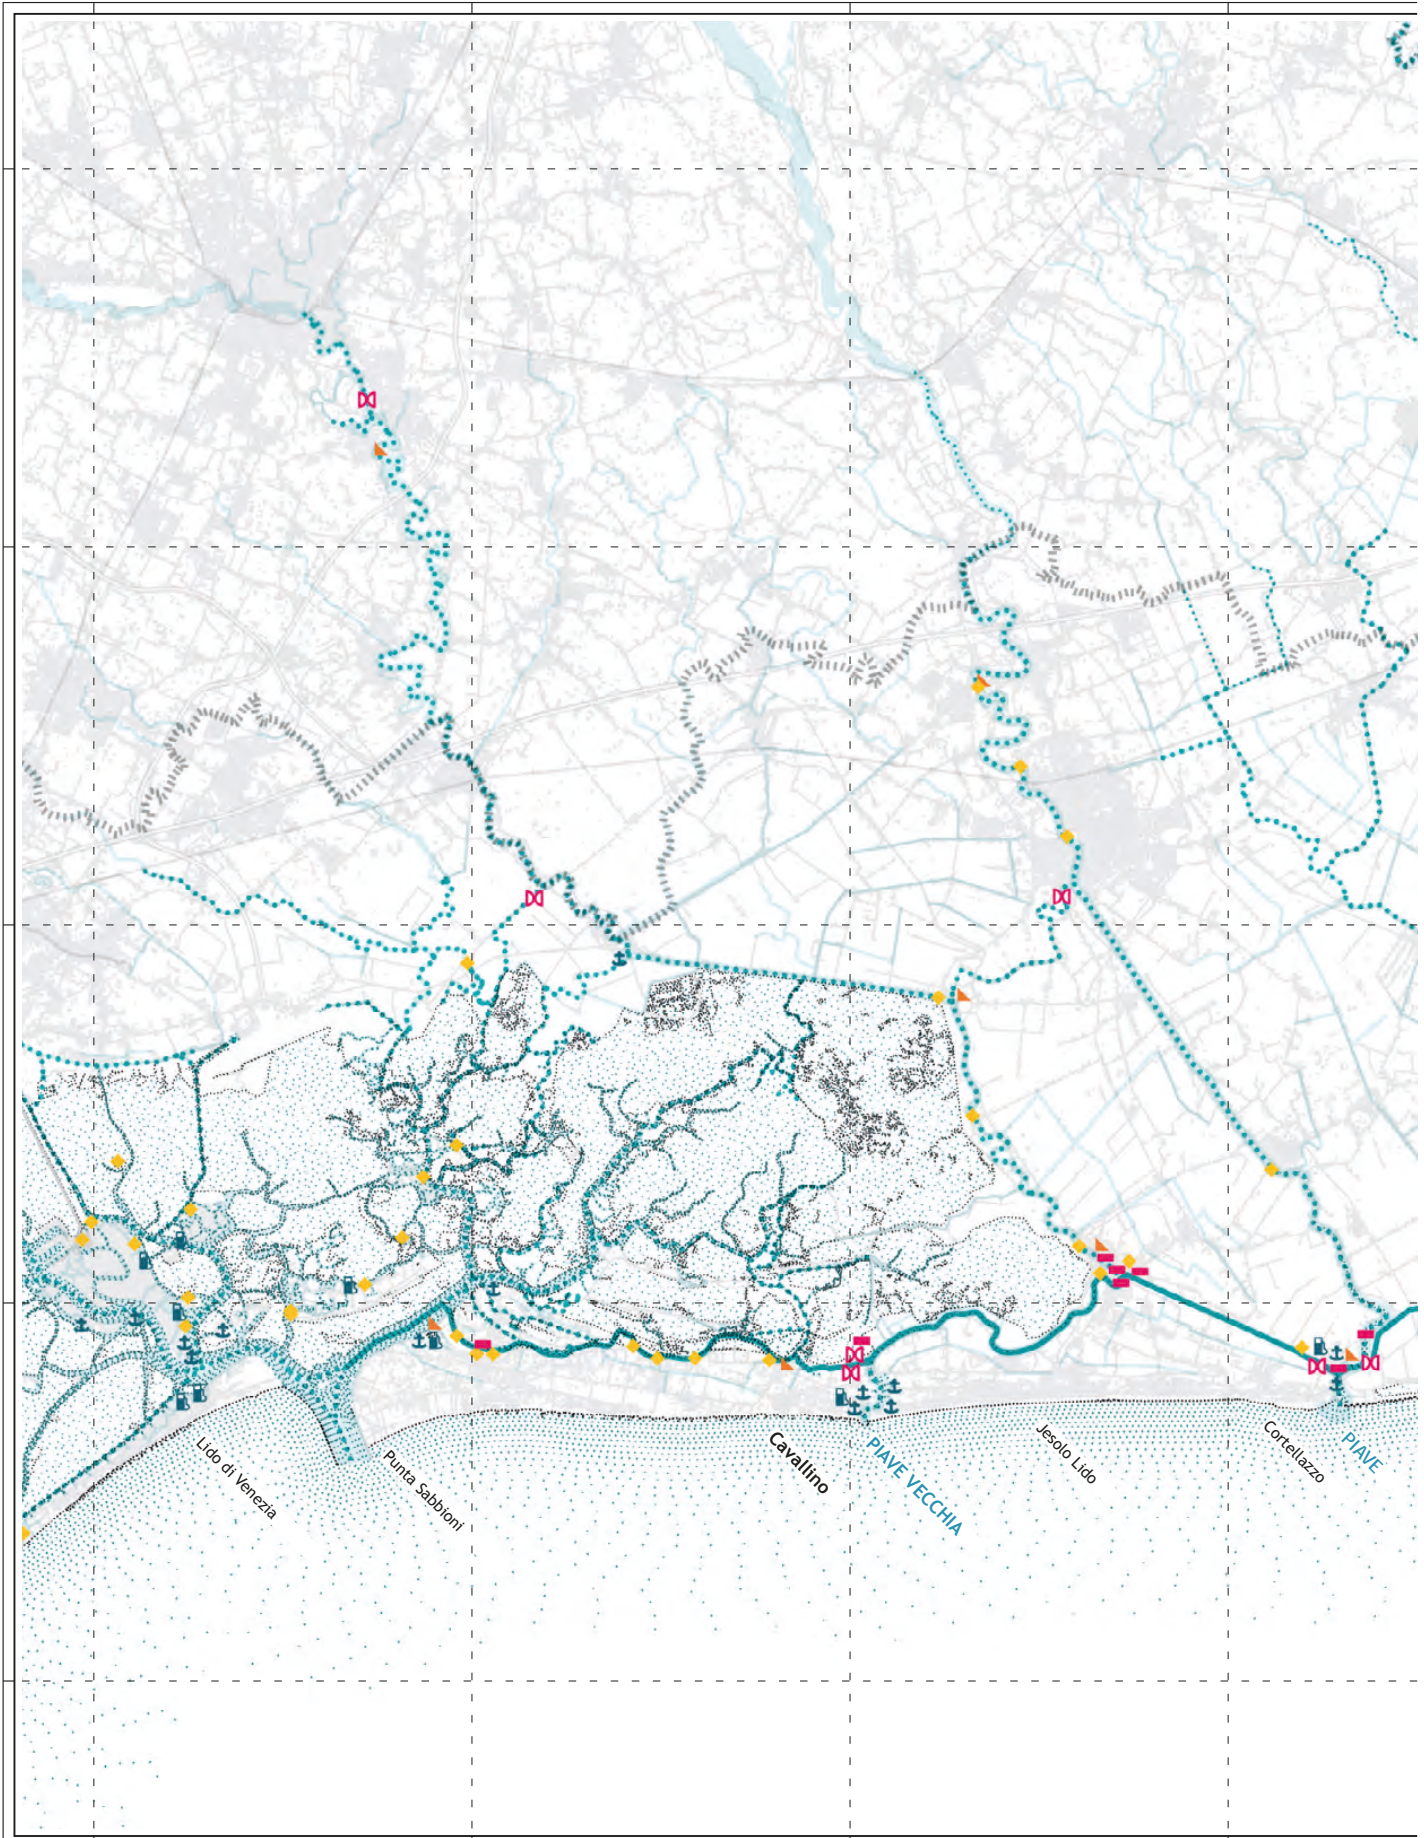 Lido di Venezia
Punta Sabbioni
Cavallino
PIAVE VECCHIA
Jesolo Lido
Cortellazzo
PIAVE